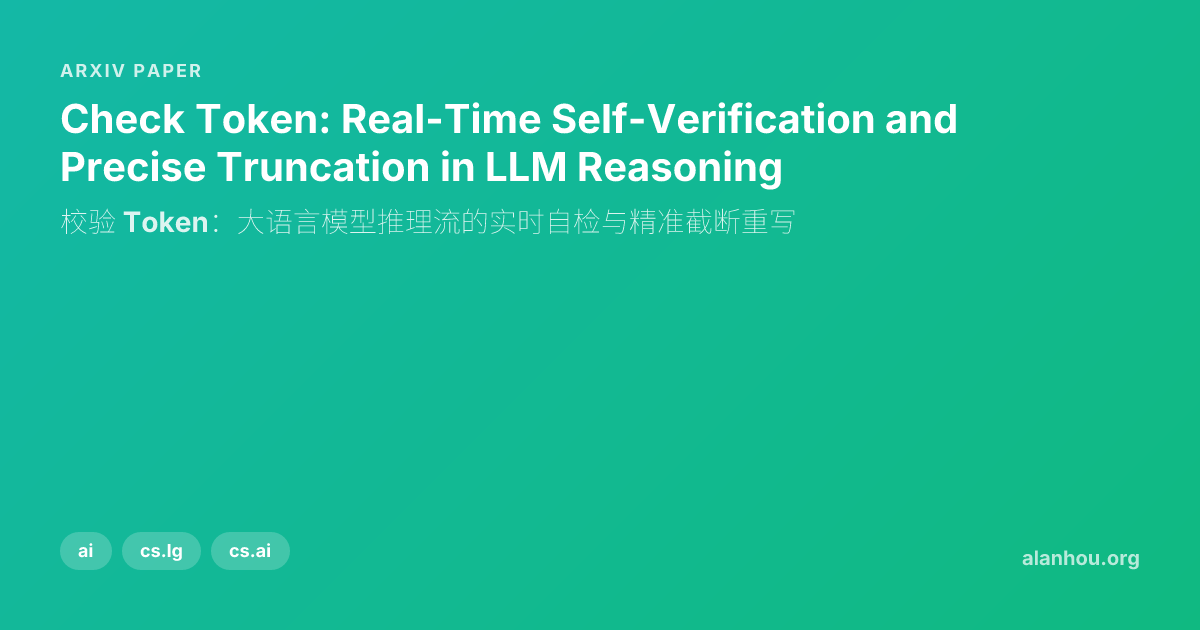 ARXIV PAPER
Check Token: Real-Time Self-Verification and
Precise Truncation in LLM Reasoning
校验 Token：大语言模型推理流的实时自检与精准截断重写
ai
cs.lg
cs.ai
alanhou.org